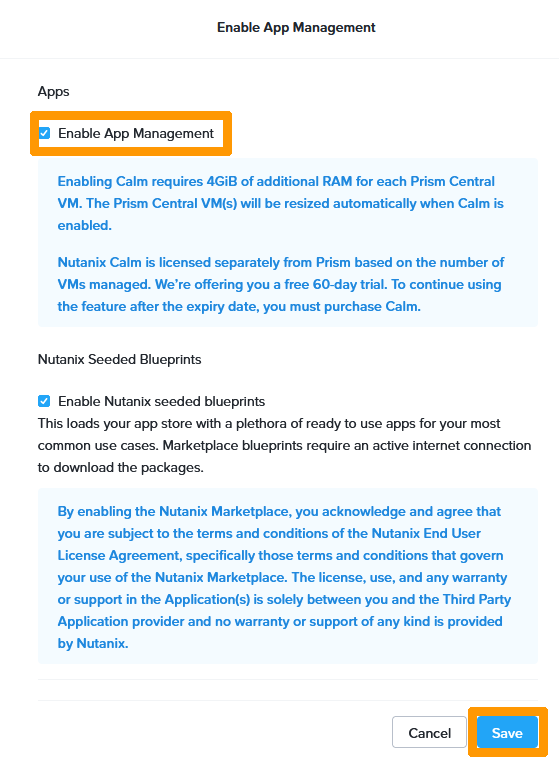 Enable App Management
Apps
Enable App Management
Enabling Calm requires 4GiB of additional RAM for each Prism Central
VM. The Prism Central VM(s) will be resized automatically when Calm is
enabled.
Nutanix Calm is licensed separately from Prism based on the number of
VMs managed. We're offering you a free 60-day trial. To continue using
the feature after the expiry date, you must purchase Calm.
Nutanix Seeded Blueprints
Enable Nutanix seeded blueprints
This loads your app store with a plethora of ready to use apps for your most
common use cases. Marketplace blueprints require an active internet connection
to download the packages.
By enabling the Nutanix Marketplace, you acknowledge and agree that
you are subject to the terms and conditions of the Nutanix End User
License Agreement, specifically those terms and conditions that govern
your use of the Nutanix Marketplace. The license, use, and any warranty
or support in the Application(s) is solely between you and the Third Party
Application provider and no warranty or support of any kind is provided
by Nutanix.
Cancel
Save